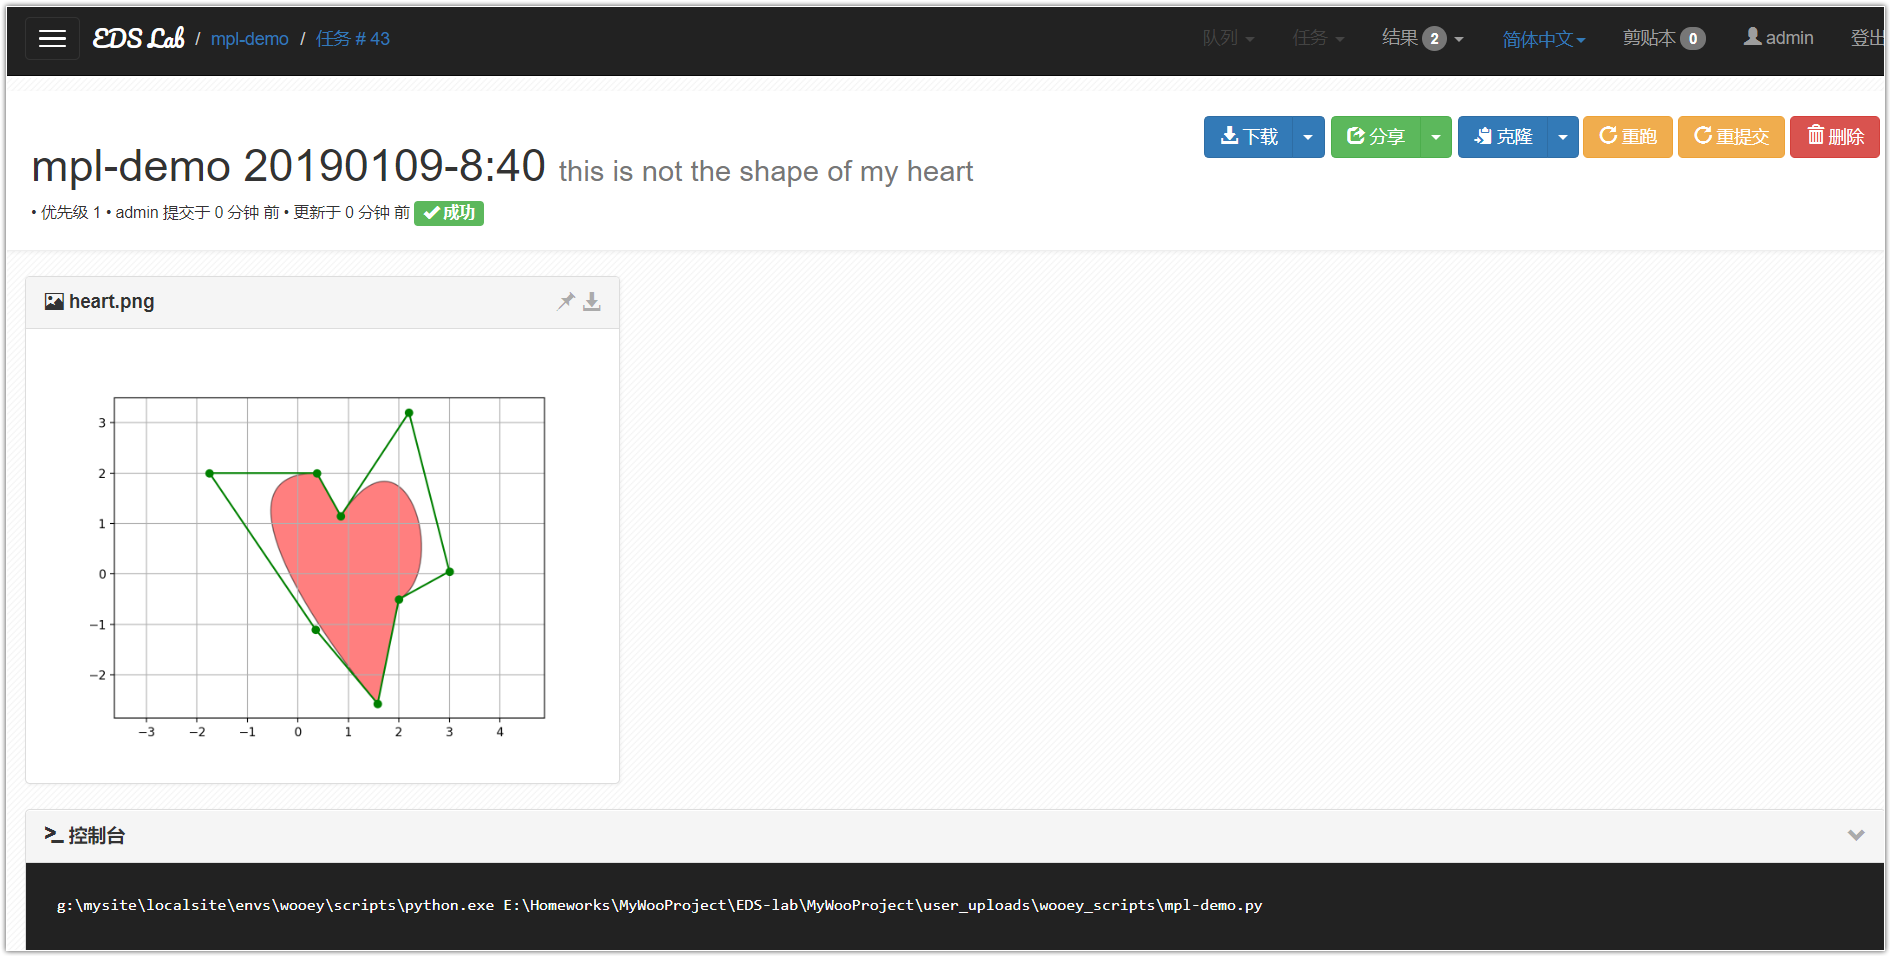 EDS Lab / mpl-demo / 任务 # 43 队列 任务 结果 2 简体中文 剪贴本 0 admin 登出
下载 分享 克隆 重跑 重提交 删除
mpl-demo 20190109-8:40 this is not the shape of my heart
• 优先级 1 • admin 提交于 0 分钟 前 • 更新于 0 分钟 前 成功
heart.png
3
2
1
0
−1
−2
−3 −2 −1 0 1 2 3 4
控制台
g:\mysite\localsite\envs\wooey\scripts\python.exe E:\Homeworks\MyWooProject\EDS-lab\MyWooProject\user_uploads\wooey_scripts\mpl-demo.py